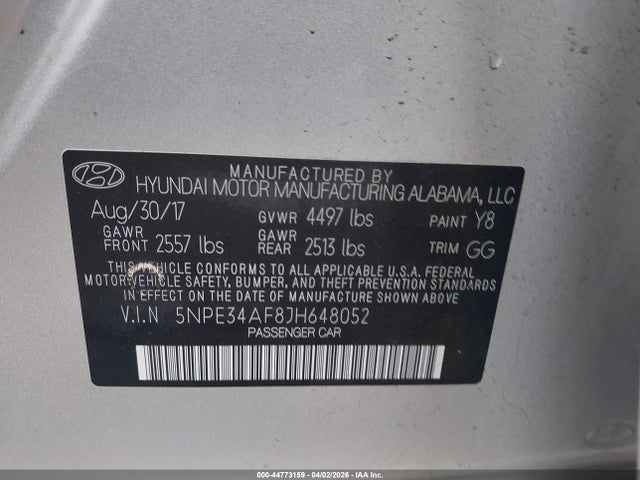 MANUFACTURED BY
HYUNDAI MOTOR MANUFACTURING ALABAMA, LLC
Aug/30/17 GVWR 4497 lbs PAINT Y8
GAWR FRONT 2557 lbs GAWR REAR 2513 lbs TRIM GG
THIS VEHICLE CONFORMS TO ALL APPLICABLE U.S.A. FEDERAL
MOTOR VEHICLE SAFETY, BUMPER, AND THEFT PREVENTION STANDARDS
IN EFFECT ON THE DATE OF MANUFACTURE SHOWN ABOVE.
V.I.N 5NPE34AF8JH648052
PASSENGER CAR
000-44773159 04/02/2026 IAAI.COM